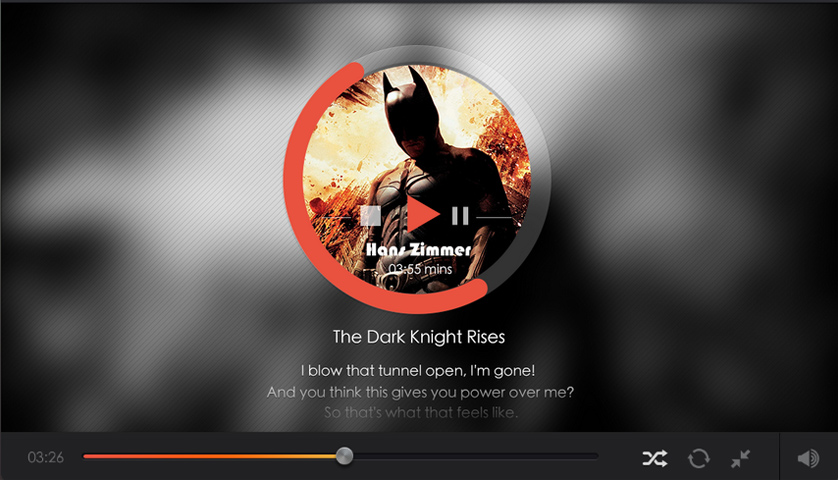 Hans Zimmer
03:55 mins
The Dark Knight Rises
I blow that tunnel open, I'm gone!
And you think this gives you power over me?
So that's what that feels like.
03:26